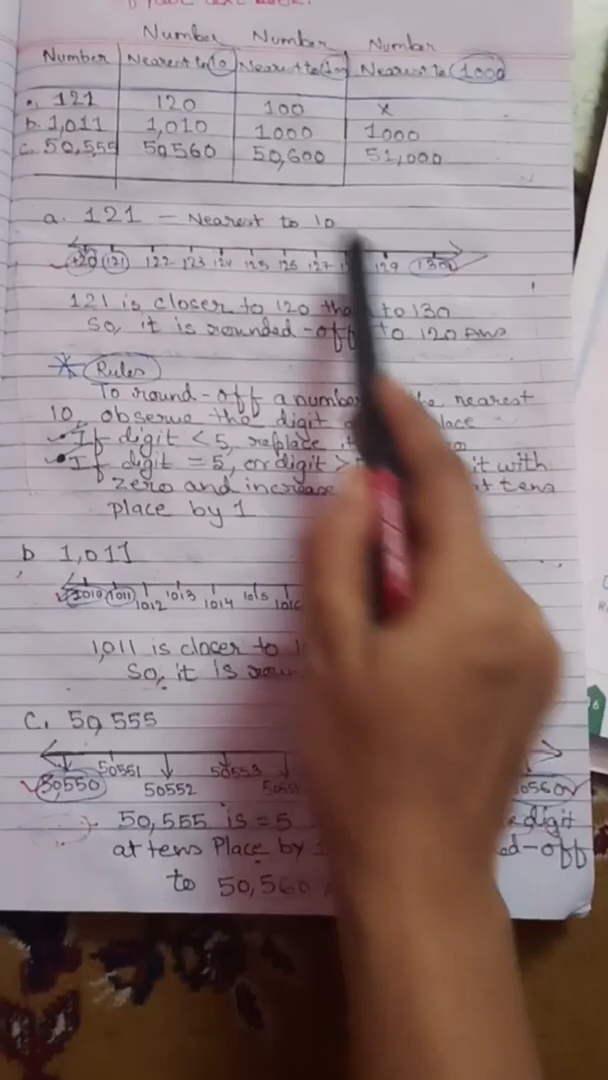 Number Number Number
Number Nearest to 10 Nearest to 100 Nearest to 1000
a. 121 120 100 x
b. 1,011 1,010 1000 1000
c. 50,555 50560 50,600 51,000
a. 121 – Nearest to 10
120 121 122 123 124 125 126 127 129 130
121 is closer to 120 than to 130
So, it is rounded-off to 120 Ans
* Rules
To round-off a number nearest
10, observe the digit place
• If digit < 5, replace
• If digit = 5, or digit > it with
zero and increase at tens
place by 1
b 1,011
1010 1011 1012 1013 1014 1015 1016
1,011 is closer to
So, it is
C. 50,555
50,550 50551 50552 50553 50560
50,555 is = 5 digit
at tens Place by 1 -off
to 50,560